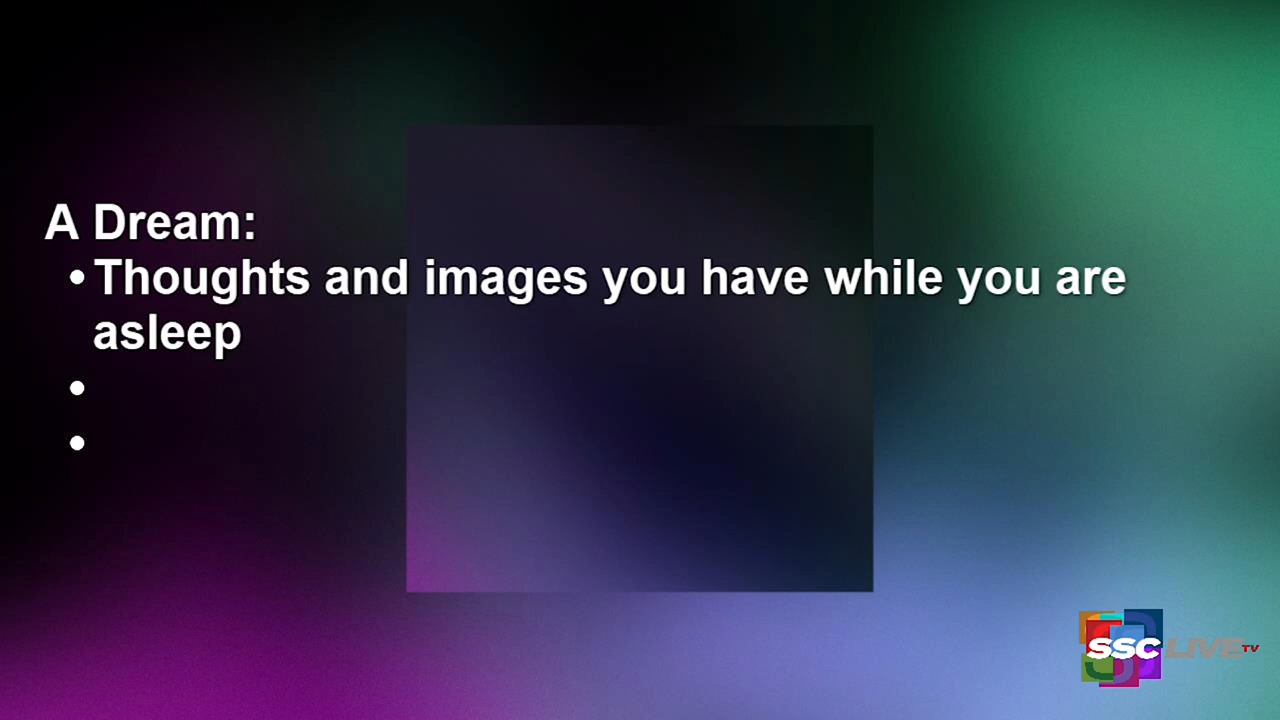 A Dream:
• Thoughts and images you have while you are
asleep
•
•
SSC LIVE TV